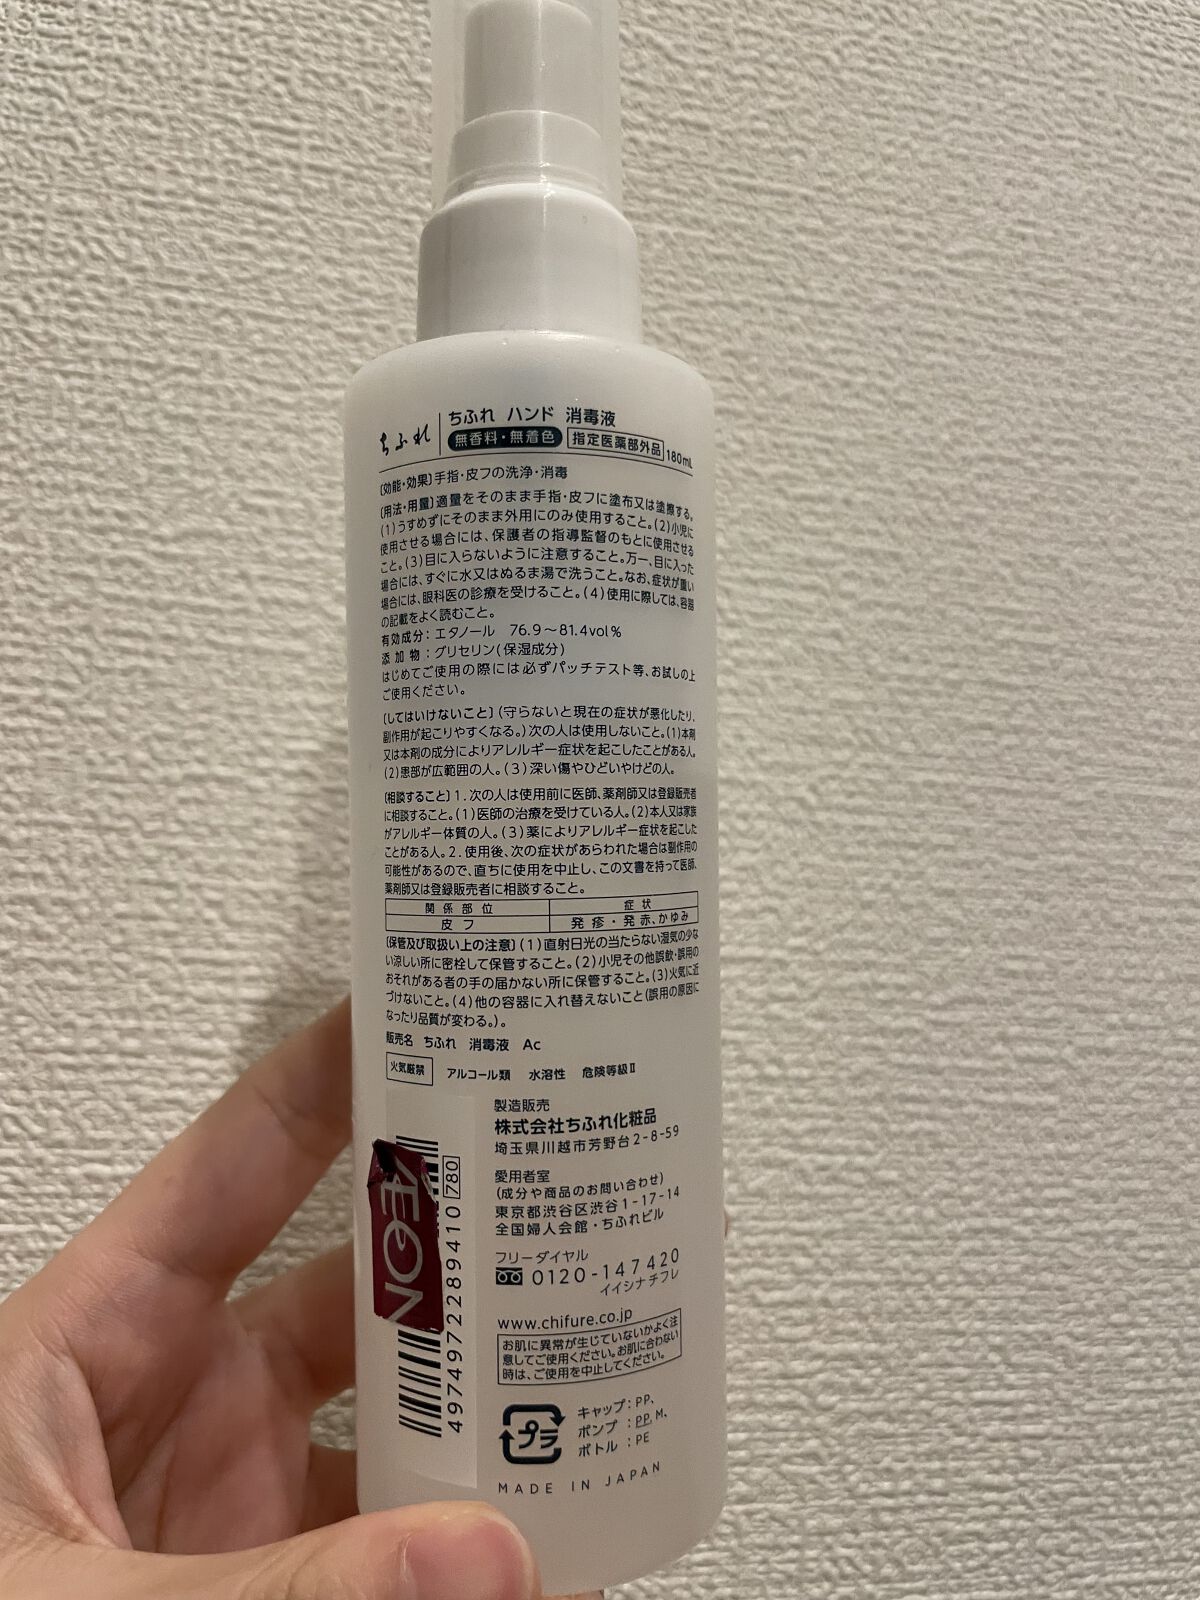 ちふれ
ちふれ ハンド 消毒液
無香料・無着色 指定医薬部外品 180mL
〔効能・効果〕手指・皮フの洗浄・消毒
〔用法・用量〕適量をそのまま手指・皮フに塗布又は塗擦する。
(1)うすめずにそのまま外用にのみ使用すること。(2)小児に
使用させる場合には、保護者の指導監督のもとに使用させる
こと。(3)目に入らないように注意すること。万一、目に入った
場合には、すぐに水又はぬるま湯で洗うこと。なお、症状が重い
場合には、眼科医の診療を受けること。(4)使用に際しては、容器
の記載をよく読むこと。
有効成分:エタノール 76.9〜81.4vol%
添加物:グリセリン(保湿成分)
はじめてご使用の際には必ずパッチテスト等、お試しの上
ご使用ください。
〔してはいけないこと〕(守らないと現在の症状が悪化したり、
副作用が起こりやすくなる。)次の人は使用しないこと。(1)本剤
又は本剤の成分によりアレルギー症状を起こしたことがある人。
(2)患部が広範囲の人。(3)深い傷やひどいやけどの人。
〔相談すること〕1.次の人は使用前に医師、薬剤師又は登録販売者
に相談すること。(1)医師の治療を受けている人。(2)本人又は家族
がアレルギー体質の人。(3)薬によりアレルギー症状を起こした
ことがある人。2.使用後、次の症状があらわれた場合は副作用の
可能性があるので、直ちに使用を中止し、この文書を持って医師、
薬剤師又は登録販売者に相談すること。
関係部位 症状
皮フ 発疹・発赤、かゆみ
〔保管及び取扱い上の注意〕(1)直射日光の当たらない湿気の少な
い涼しい所に密栓して保管すること。(2)小児その他誤飲・誤用の
おそれがある者の手の届かない所に保管すること。(3)火気に近
づけないこと。(4)他の容器に入れ替えないこと(誤用の原因に
なったり品質が変わる。)。
販売名 ちふれ 消毒液 Ac
火気厳禁 アルコール類 水溶性 危険等級Ⅱ
製造販売
株式会社ちふれ化粧品
埼玉県川越市芳野台2-8-59
愛用者室
(成分や商品のお問い合わせ)
東京都渋谷区渋谷1-17-14
全国婦人会館・ちふれビル
フリーダイヤル
0120-147420
イイシナチフレ
www.chifure.co.jp
お肌に異常が生じていないかよく注
意してご使用ください。お肌に合わない
時は、ご使用を中止してください。
プラ
キャップ:PP、
ポンプ:PP,M、
ボトル:PE
MADE IN JAPAN
ÆON
4974972289410 780